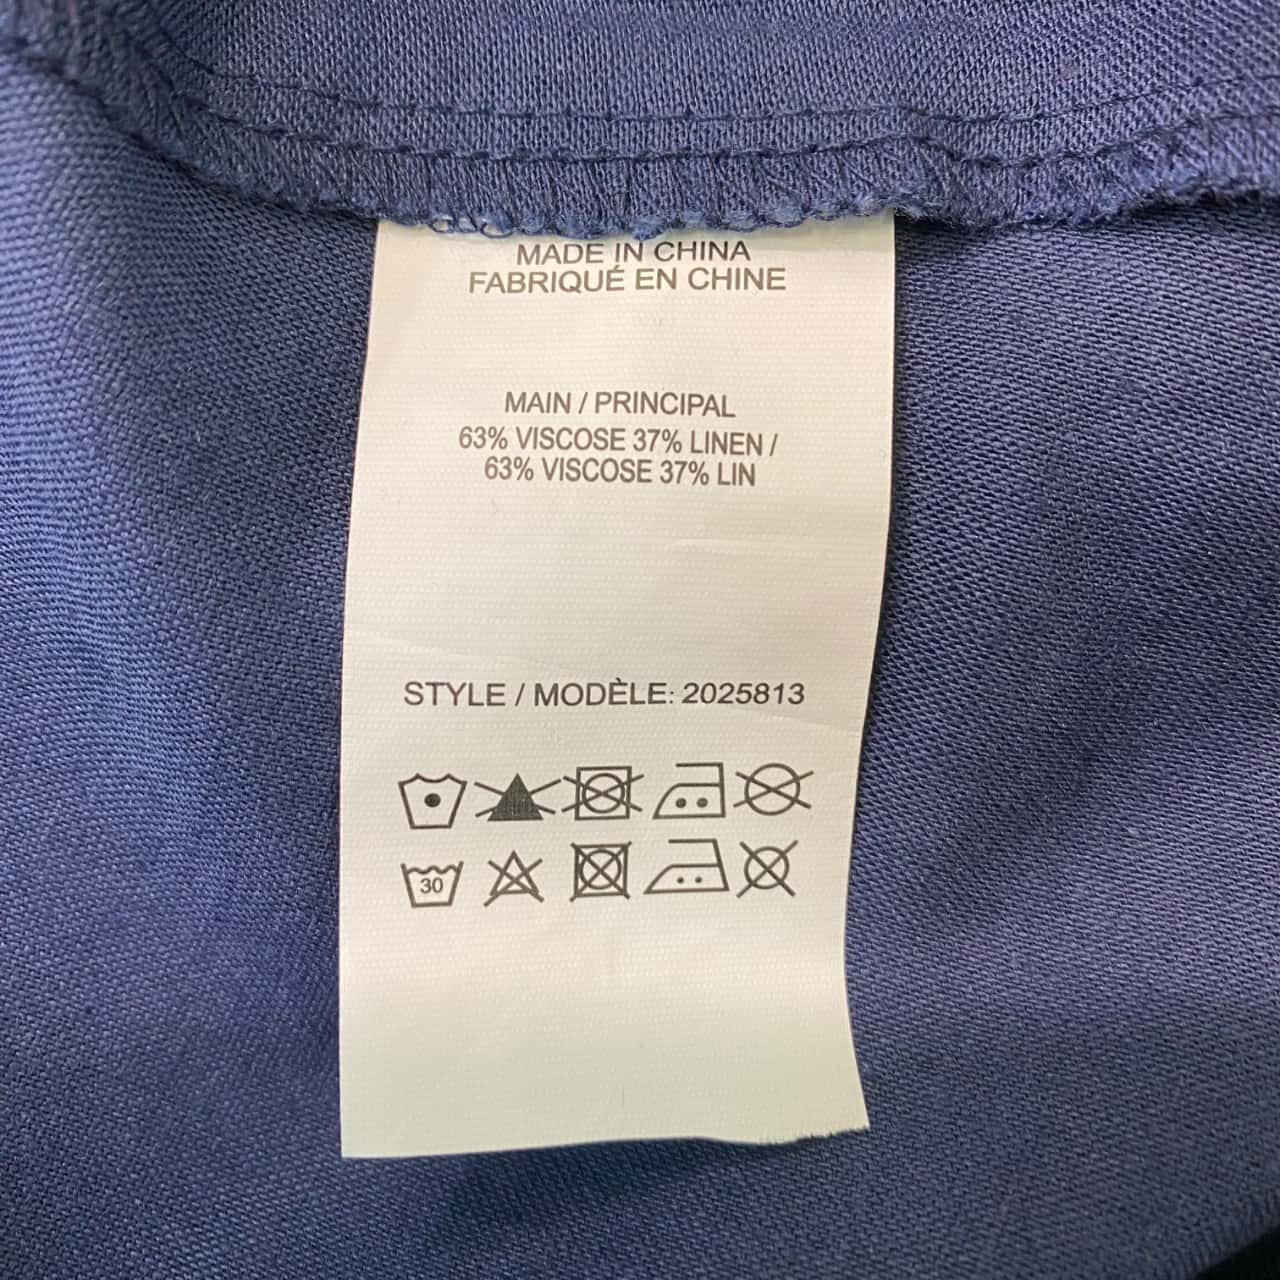 MADE IN CHINA
FABRIQUÉ EN CHINE
MAIN / PRINCIPAL
63% VISCOSE 37% LINEN /
63% VISCOSE 37% LIN
STYLE / MODÈLE: 2025813
30